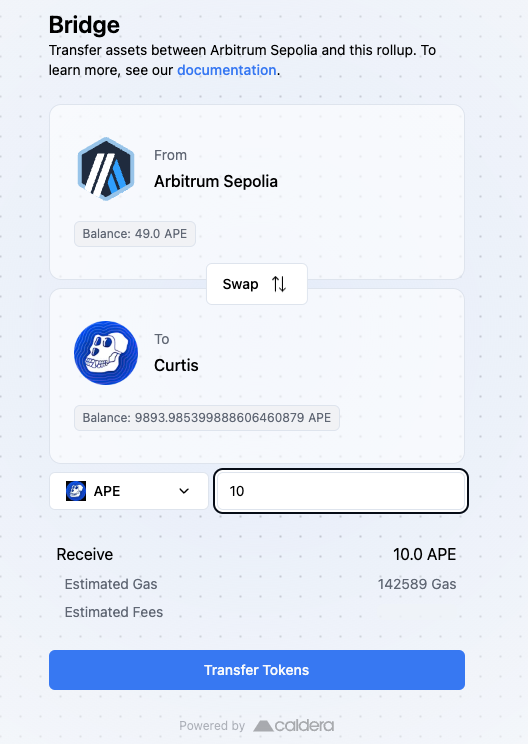 Bridge
Transfer assets between Arbitrum Sepolia and this rollup. To
learn more, see our documentation.
From
Arbitrum Sepolia
Balance: 49.0 APE
Swap
To
Curtis
Balance: 9893.985399888606460879 APE
APE 10
Receive 10.0 APE
Estimated Gas 142589 Gas
Estimated Fees
Transfer Tokens
Powered by caldera